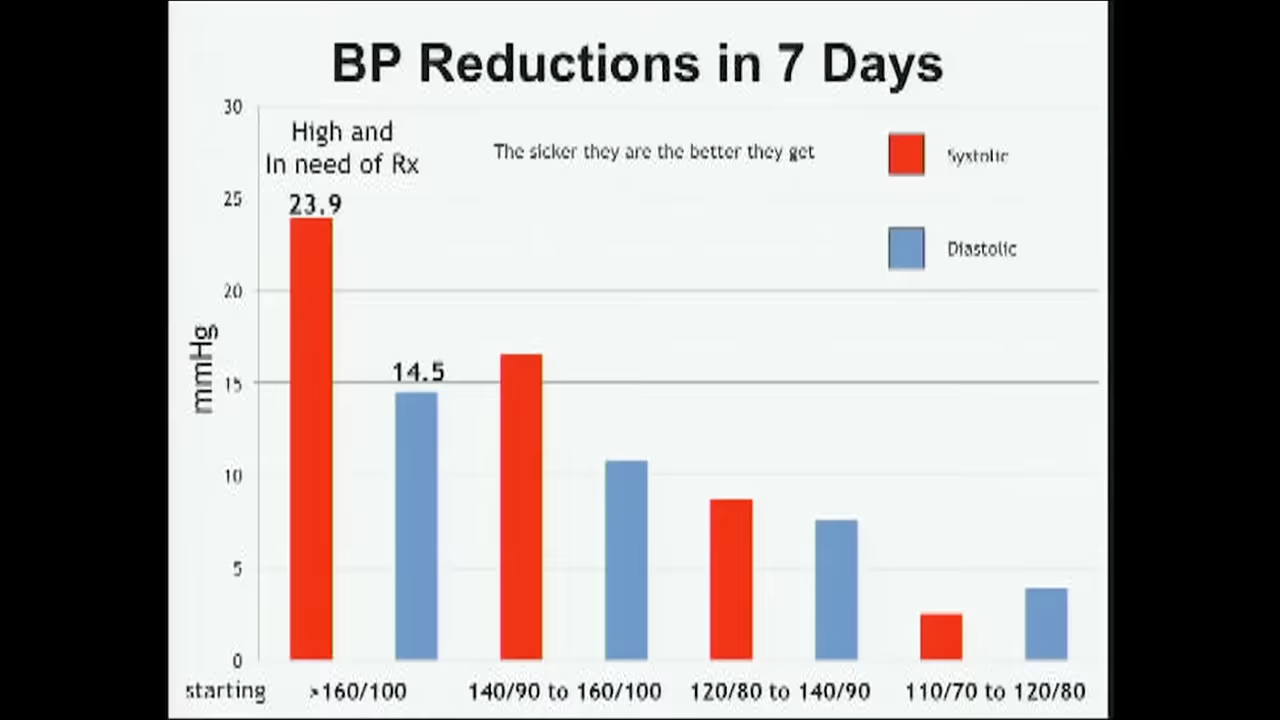 BP Reductions in 7 Days
30
High and
In need of Rx
The sicker they are the better they get
Systolic
25
23.9
Diastolic
20
mmHg
14.5
15
10
5
0
starting
>160/100
140/90 to 160/100
120/80 to 140/90
110/70 to 120/80